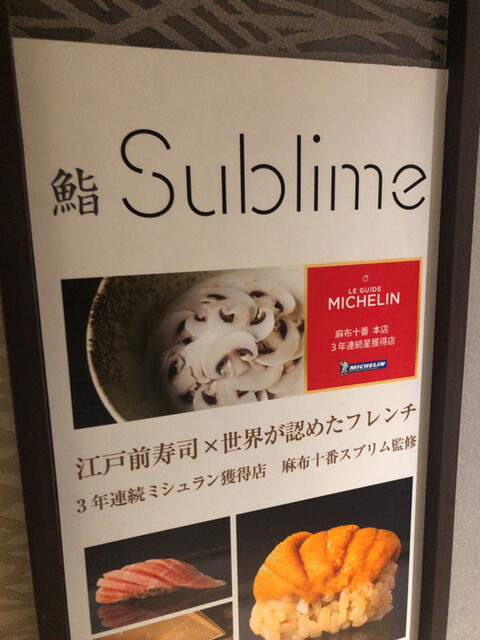 鮨 Sublime
LE GUIDE
MICHELIN
麻布十番 本店
3年連続星獲得店
MICHELIN
江戸前寿司×世界が認めたフレンチ
3年連続ミシュラン獲得店 麻布十番スブリム監修